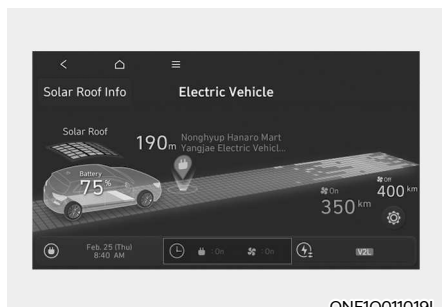 Solar Roof Info
Electric Vehicle
Solar Roof
190m
Nonghyup Hanaro Mart
Yangjae Electric Vehicl...
Battery
75%
On
350 km
On
400 km
Feb. 25 (Thu)
8:40 AM
: On
: On
V2L